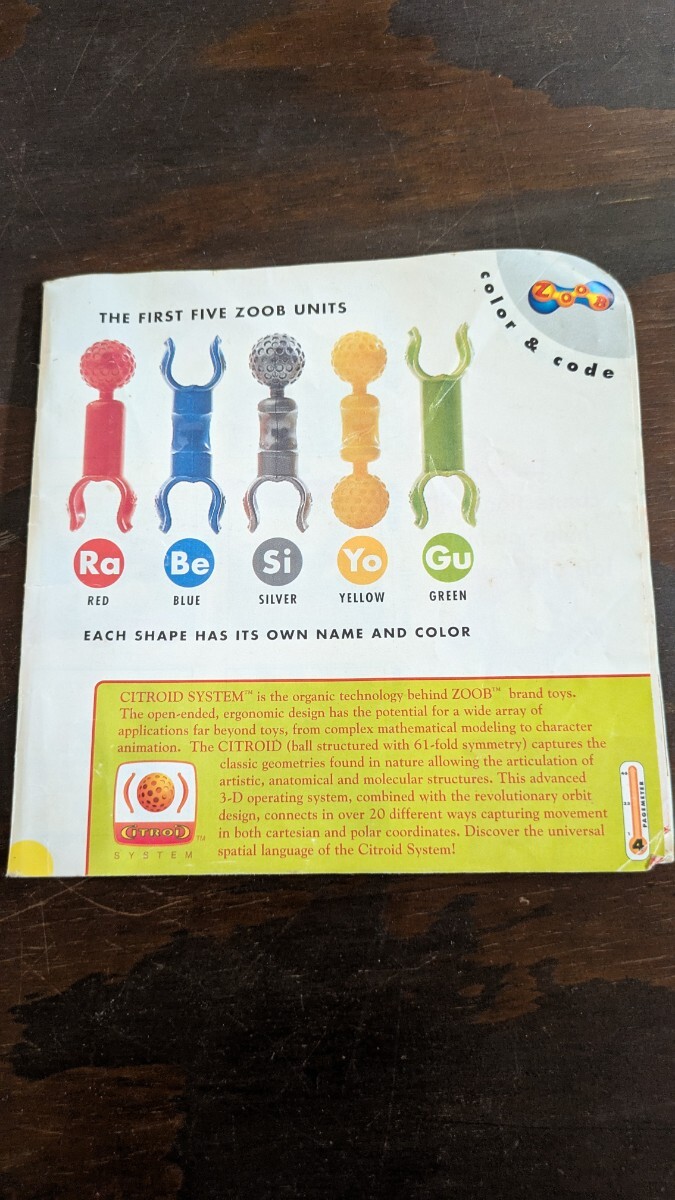 THE FIRST FIVE ZOOB UNITS
ZOOB
color & code
Ra Be Si Yo Gu
RED BLUE SILVER YELLOW GREEN
EACH SHAPE HAS ITS OWN NAME AND COLOR
CITROID SYSTEM™ is the organic technology behind ZOOB™ brand toys.
The open-ended, ergonomic design has the potential for a wide array of
applications far beyond toys, from complex mathematical modeling to character
animation. The CITROID (ball structured with 61-fold symmetry) captures the
classic geometries found in nature allowing the articulation of
artistic, anatomical and molecular structures. This advanced
3-D operating system, combined with the revolutionary orbit
design, connects in over 20 different ways capturing movement
in both cartesian and polar coordinates. Discover the universal
spatial language of the Citroid System!
CITROID™
SYSTEM
PAGEMETER
4